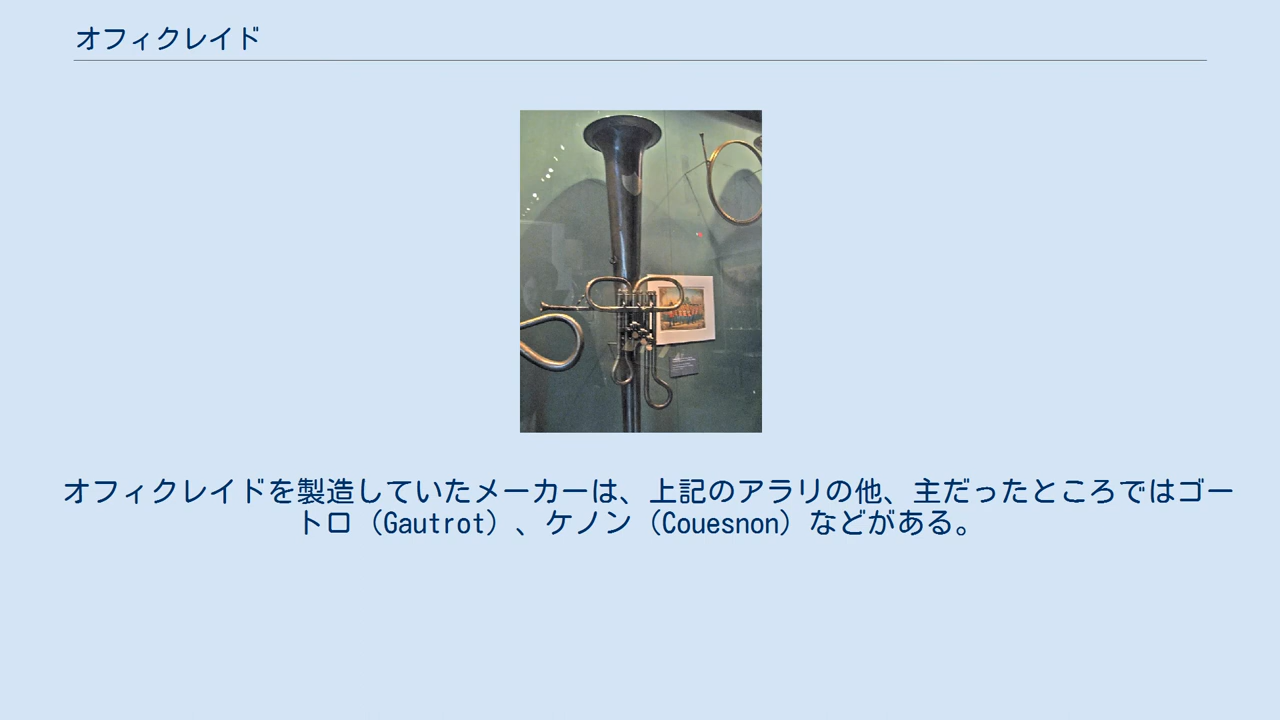 オフィクレイド
オフィクレイドを製造していたメーカーは、上記のアラリの他、主だったところではゴー
トロ（Gautrot）、ケノン（Couesnon）などがある。